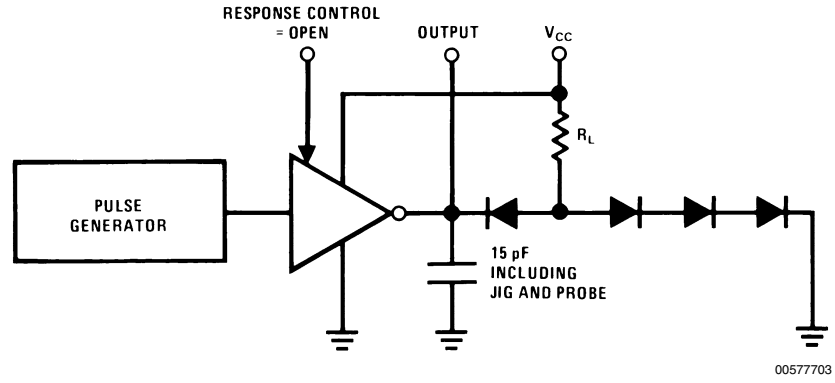 RESPONSE CONTROL
= OPEN
OUTPUT
VCC
RL
PULSE
GENERATOR
15 pF
INCLUDING
JIG AND PROBE
00577703